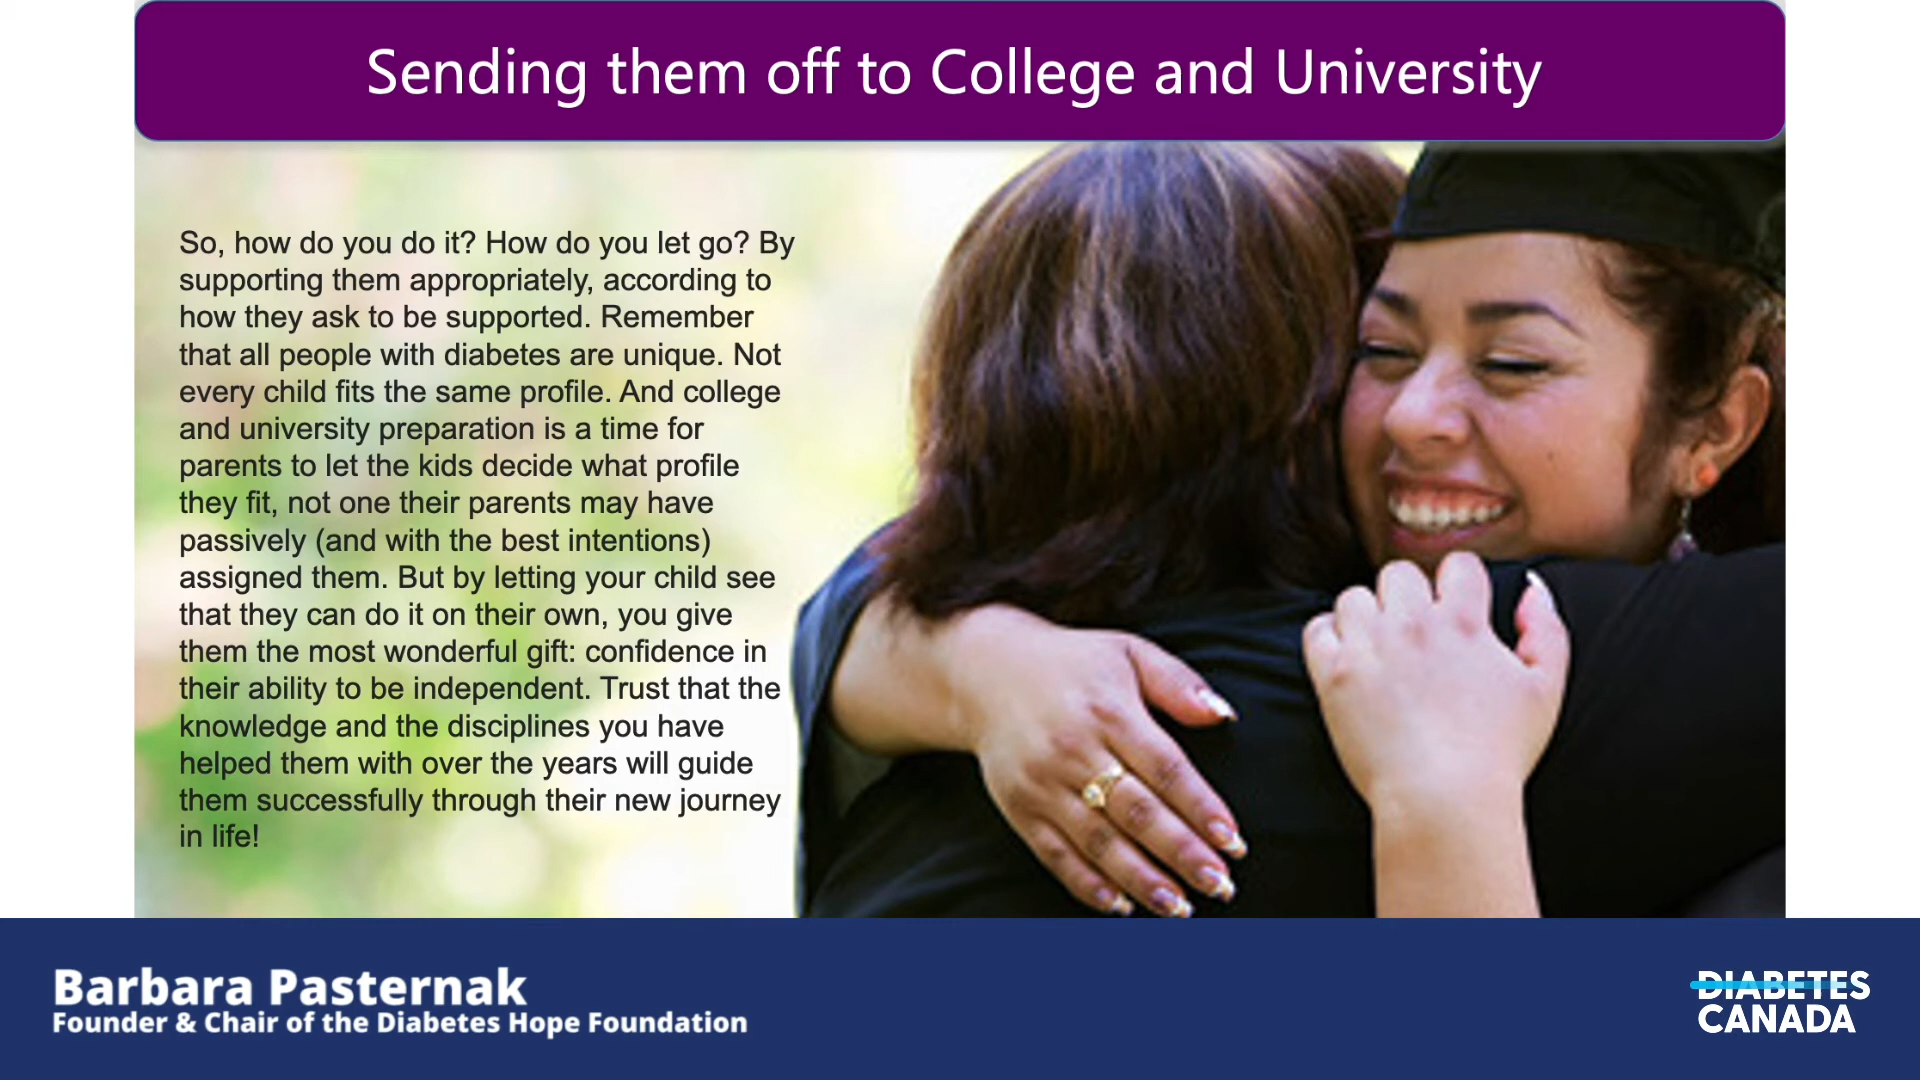 Sending them off to College and University
So, how do you do it? How do you let go? By
supporting them appropriately, according to
how they ask to be supported. Remember
that all people with diabetes are unique. Not
every child fits the same profile. And college
and university preparation is a time for
parents to let the kids decide what profile
they fit, not one their parents may have
passively (and with the best intentions)
assigned them. But by letting your child see
that they can do it on their own, you give
them the most wonderful gift: confidence in
their ability to be independent. Trust that the
knowledge and the disciplines you have
helped them with over the years will guide
them successfully through their new journey
in life!
Barbara Pasternak
Founder & Chair of the Diabetes Hope Foundation
DIABETES
CANADA